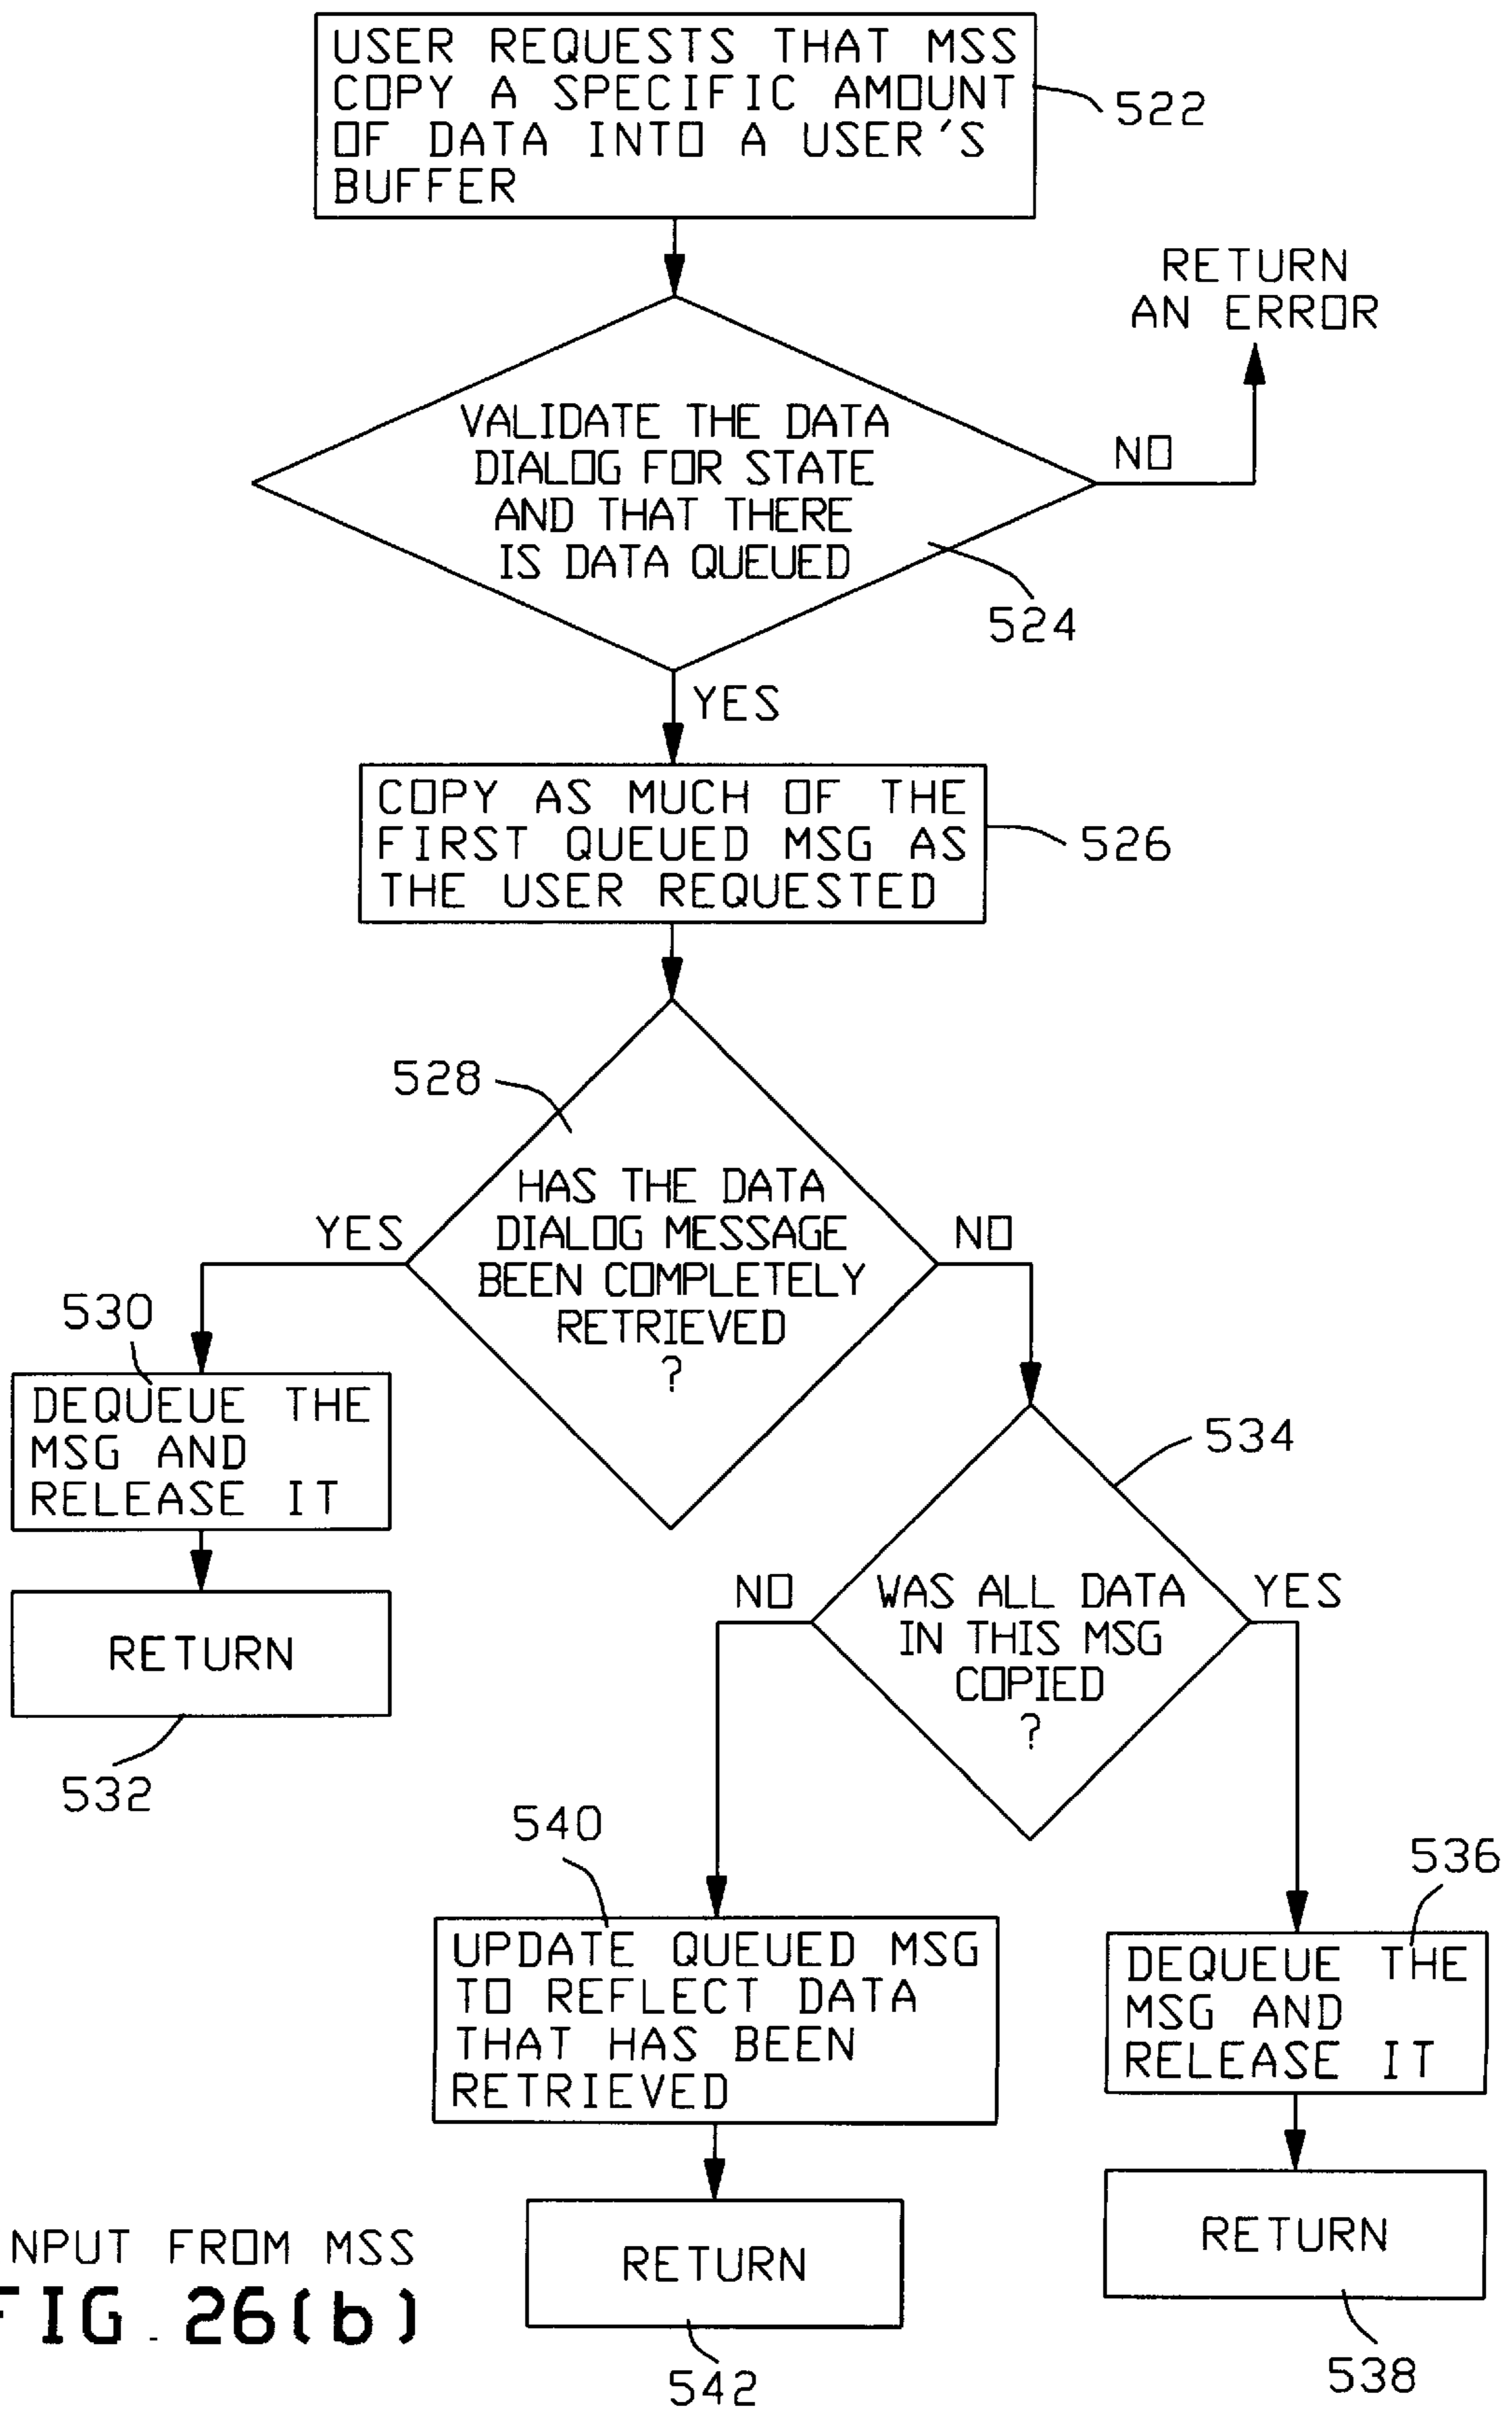 USER REQUESTS THAT MSS
COPY A SPECIFIC AMOUNT
OF DATA INTO A USER'S
BUFFER
522
RETURN
AN ERROR
VALIDATE THE DATA
DIALOG FOR STATE
AND THAT THERE
IS DATA QUEUED
NO
524
YES
COPY AS MUCH OF THE
FIRST QUEUED MSG AS
THE USER REQUESTED
526
528
HAS THE DATA
DIALOG MESSAGE
BEEN COMPLETELY
RETRIEVED
?
YES
NO
530
DEQUEUE THE
MSG AND
RELEASE IT
RETURN
532
534
WAS ALL DATA
IN THIS MSG
COPIED
?
NO
YES
540
UPDATE QUEUED MSG
TO REFLECT DATA
THAT HAS BEEN
RETRIEVED
RETURN
542
536
DEQUEUE THE
MSG AND
RELEASE IT
RETURN
538
NPUT FROM MSS
FIG. 26(b)